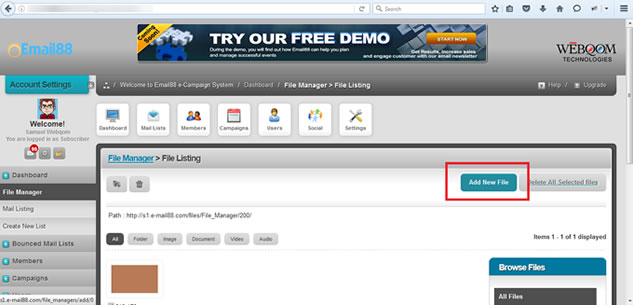 Search
Email88
Coming Soon!
TRY OUR FREE DEMO
START NOW
During the demo, you will find out how Email88 can help you plan
and manage successful events
Get Results, increase sales
and engage customer with our email newsletter
WEBQOM
TECHNOLOGIES
Account Settings
/ Welcome to Email88 e-Campaign System / Dashboard / File Manager > File Listing
Help / Upgrade
Welcome!
Samuel Webqom
You are logged in as Subscriber
Dashboard
Mail Lists
Members
Campaigns
Users
Social
Settings
Dashboard
File Manager
Mailing List
Create New List
Bounced Mail Lists
Members
Campaigns
File Manager > File Listing
Add New File
Delete All Selected files
Path : http://s1.e-mail88.com/files/File_Manager/200/
All
Folder
Image
Document
Video
Audio
Items 1 - 1 of 1 displayed
Browse Files
All Files
s1.e-mail88.com/file_managers/add/0